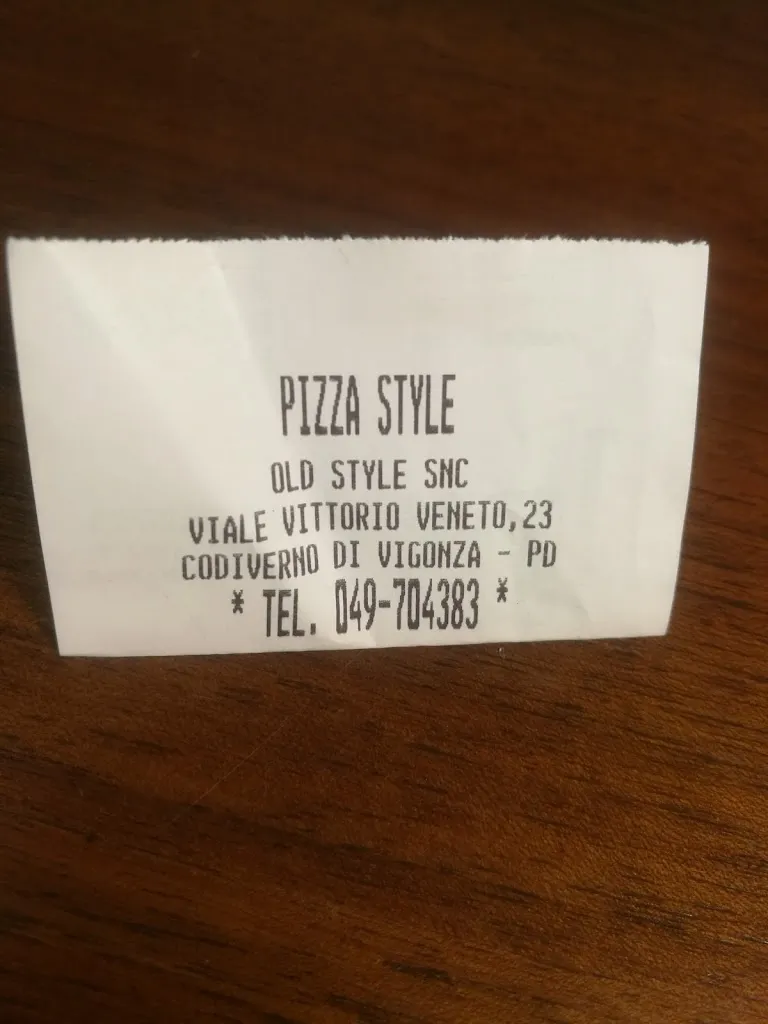 PIZZA STYLE
OLD STYLE SNC
VIALE VITTORIO VENETO,23
CODIVERNO DI VIGONZA - PD
* TEL. 049-704383 *